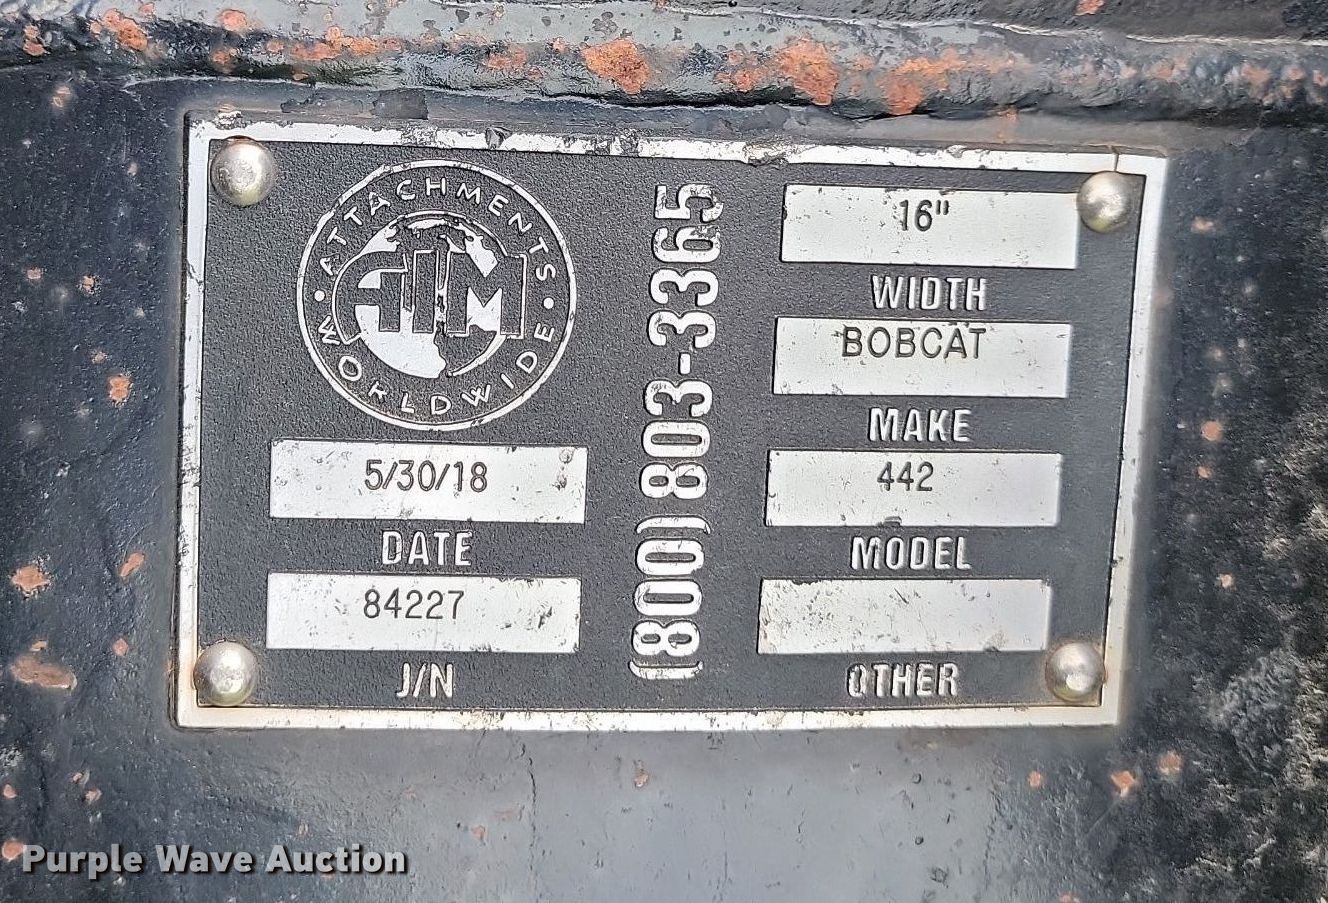 ATTACHMENTS
AIM
WORLDWIDE
5/30/18
DATE
84227
J/N
(800) 803-3365
16"
WIDTH
BOBCAT
MAKE
442
MODEL
OTHER
Purple Wave Auction